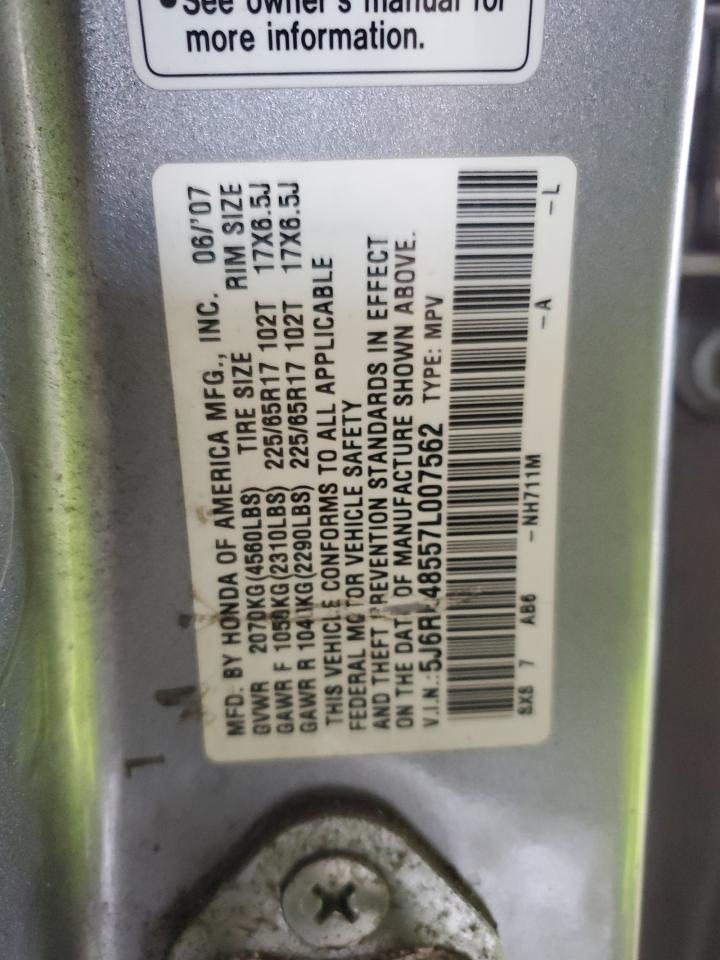 See owner's manual for
more information.
MFD. BY HONDA OF AMERICA MFG., INC. 06/'07
GVWR 2070KG(4560LBS) TIRE SIZE RIM SIZE
GAWR F 1050KG(2310LBS) 225/65R17 102T 17X6.5J
GAWR R 1040KG(2290LBS) 225/65R17 102T 17X6.5J
THIS VEHICLE CONFORMS TO ALL APPLICABLE
FEDERAL MOTOR VEHICLE SAFETY
AND THEFT PREVENTION STANDARDS IN EFFECT
ON THE DATE OF MANUFACTURE SHOWN ABOVE.
V.I.N.:5J6RE48557L007562 TYPE: MPV
SXS 7 AB6 -NH711M -A -L
L